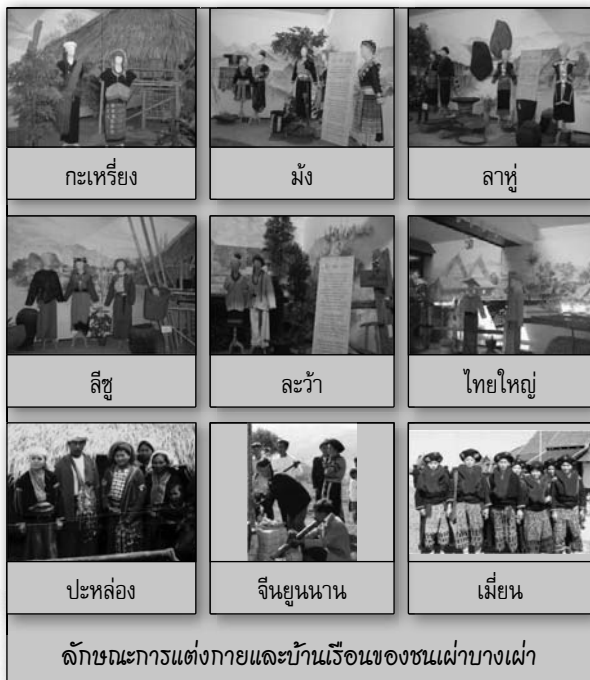 กะเหรี่ยง
ม้ง
ลาหู่
ลีซู
ละว้า
ไทยใหญ่
ปะหล่อง
จีนยูนนาน
เมี่ยน
ลักษณะการแต่งกายและบ้านเรือนของชนเผ่าบางเผ่า